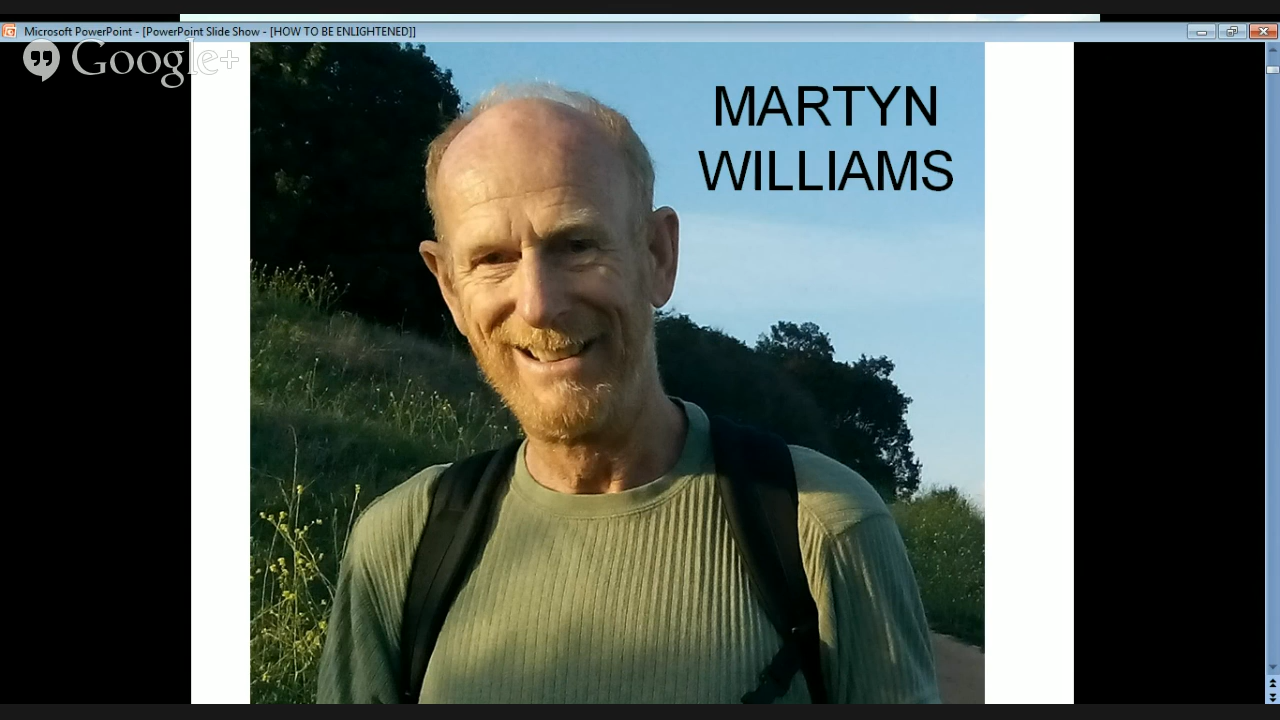 Microsoft PowerPoint - [PowerPoint Slide Show - [HOW TO BE ENLIGHTENED]]
Google+
MARTYN
WILLIAMS